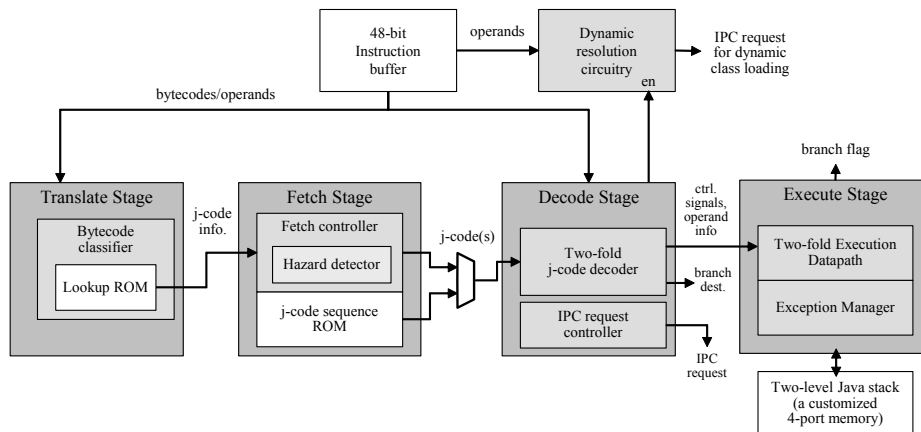 48-bit
Instruction
buffer
operands
Dynamic
resolution
circuitry
en
IPC request
for dynamic
class loading
bytecodes/operands
branch flag
Translate Stage
Bytecode
classifier
Lookup ROM
j-code
info.
Fetch Stage
Fetch controller
Hazard detector
j-code sequence
ROM
j-code(s)
Decode Stage
Two-fold
j-code decoder
IPC request
controller
ctrl.
signals,
operand
info
branch
dest.
IPC
request
Execute Stage
Two-fold Execution
Datapath
Exception Manager
Two-level Java stack
(a customized
4-port memory)